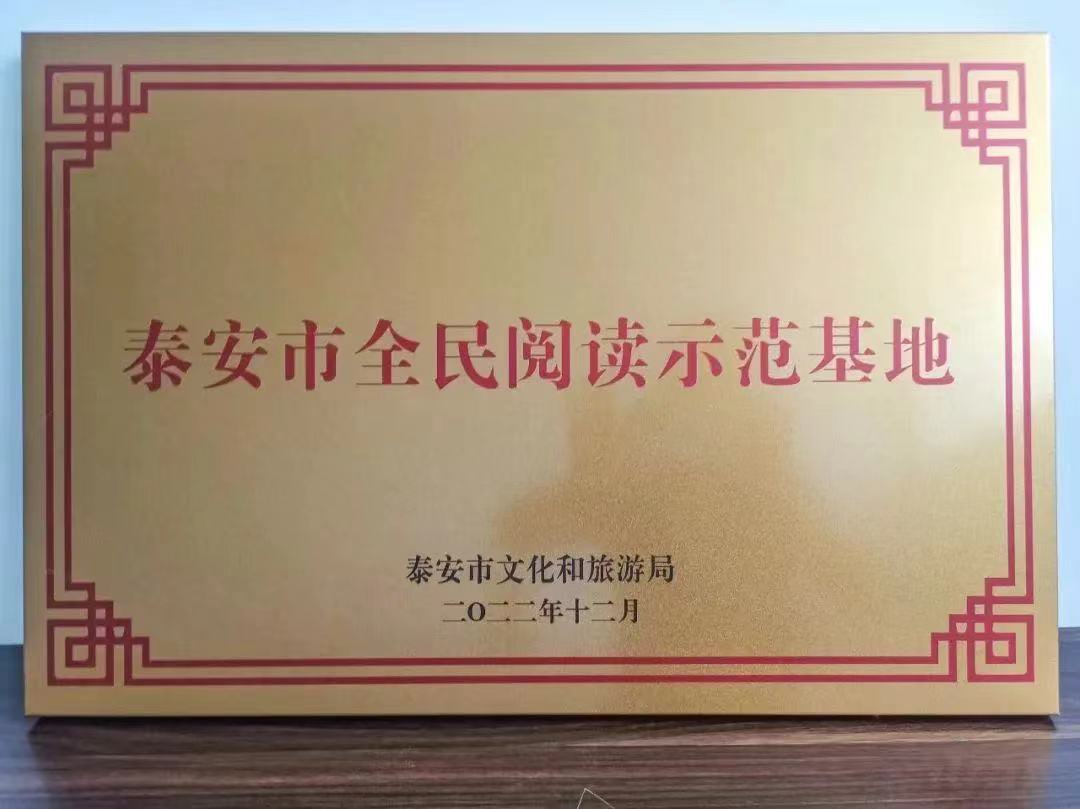 泰安市全民阅读示范基地
泰安市文化和旅游局
二〇二二年十二月